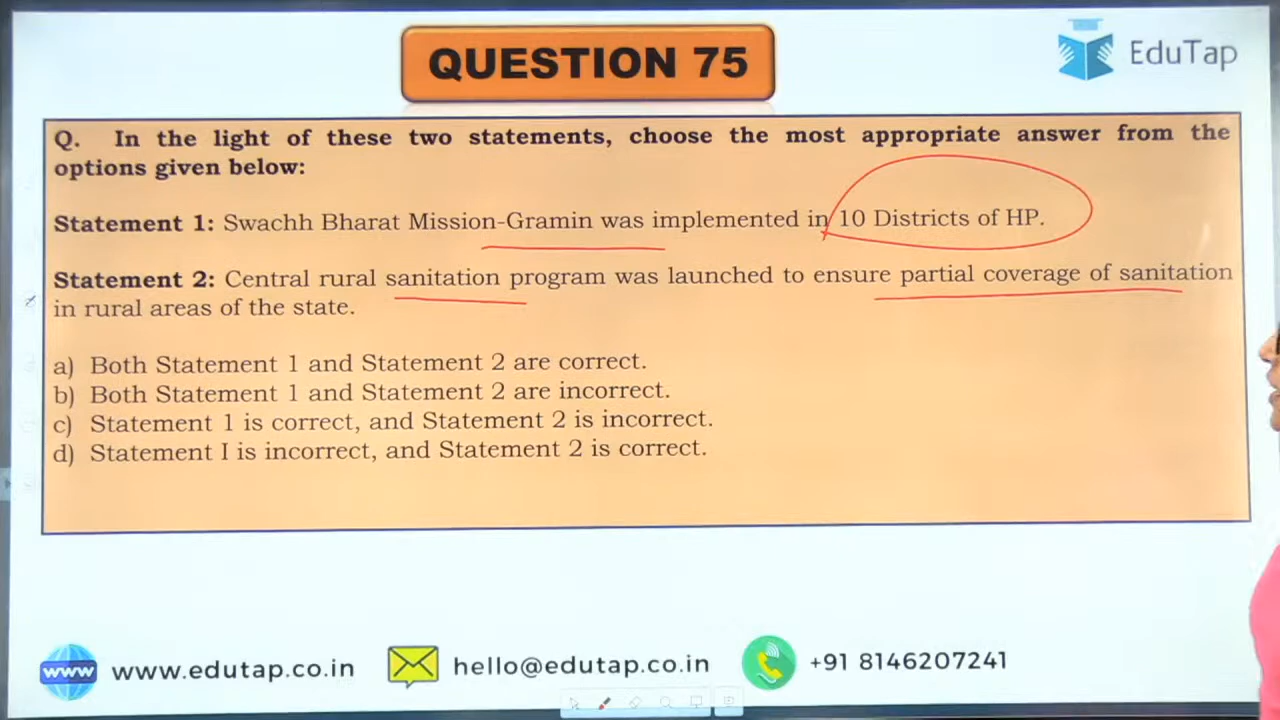 QUESTION 75
EduTap
Q. In the light of these two statements, choose the most appropriate answer from the
options given below:
Statement 1: Swachh Bharat Mission-Gramin was implemented in 10 Districts of HP.
Statement 2: Central rural sanitation program was launched to ensure partial coverage of sanitation
in rural areas of the state.
a) Both Statement 1 and Statement 2 are correct.
b) Both Statement 1 and Statement 2 are incorrect.
c) Statement 1 is correct, and Statement 2 is incorrect.
d) Statement I is incorrect, and Statement 2 is correct.
www www.edutap.co.in hello@edutap.co.in +91 8146207241